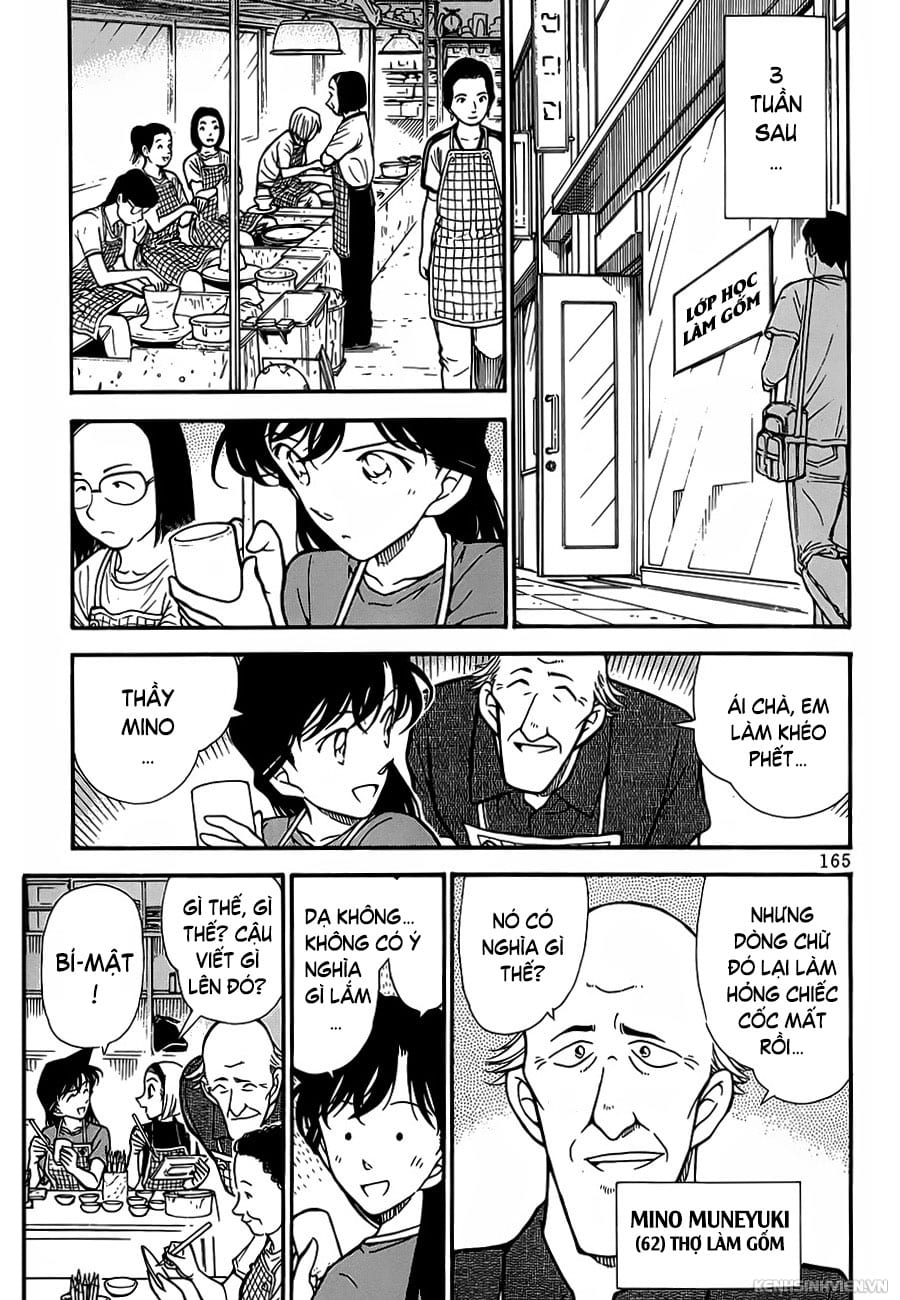 3
TUẦN
SAU
...
LỚP HỌC
LÀM GỐM
ÁI CHÀ, EM
LÀM KHÉO
PHẾT...
THẦY
MINO
...
165
NHƯNG
DÒNG CHỮ
ĐÓ LẠI LÀM
HỎNG CHIẾC
CỐC MẤT
RỒI...
NÓ CÓ
NGHĨA GÌ
THẾ?
MINO MUNEYUKI
(62) THỢ LÀM GỐM
DẠ KHÔNG...
KHÔNG CÓ Ý
NGHĨA
GÌ LẮM
...
GÌ THẾ, GÌ
THẾ? CẬU
VIẾT GÌ
LÊN ĐÓ?
BÍ-MẬT
!
KENHSINHVIEN.VN